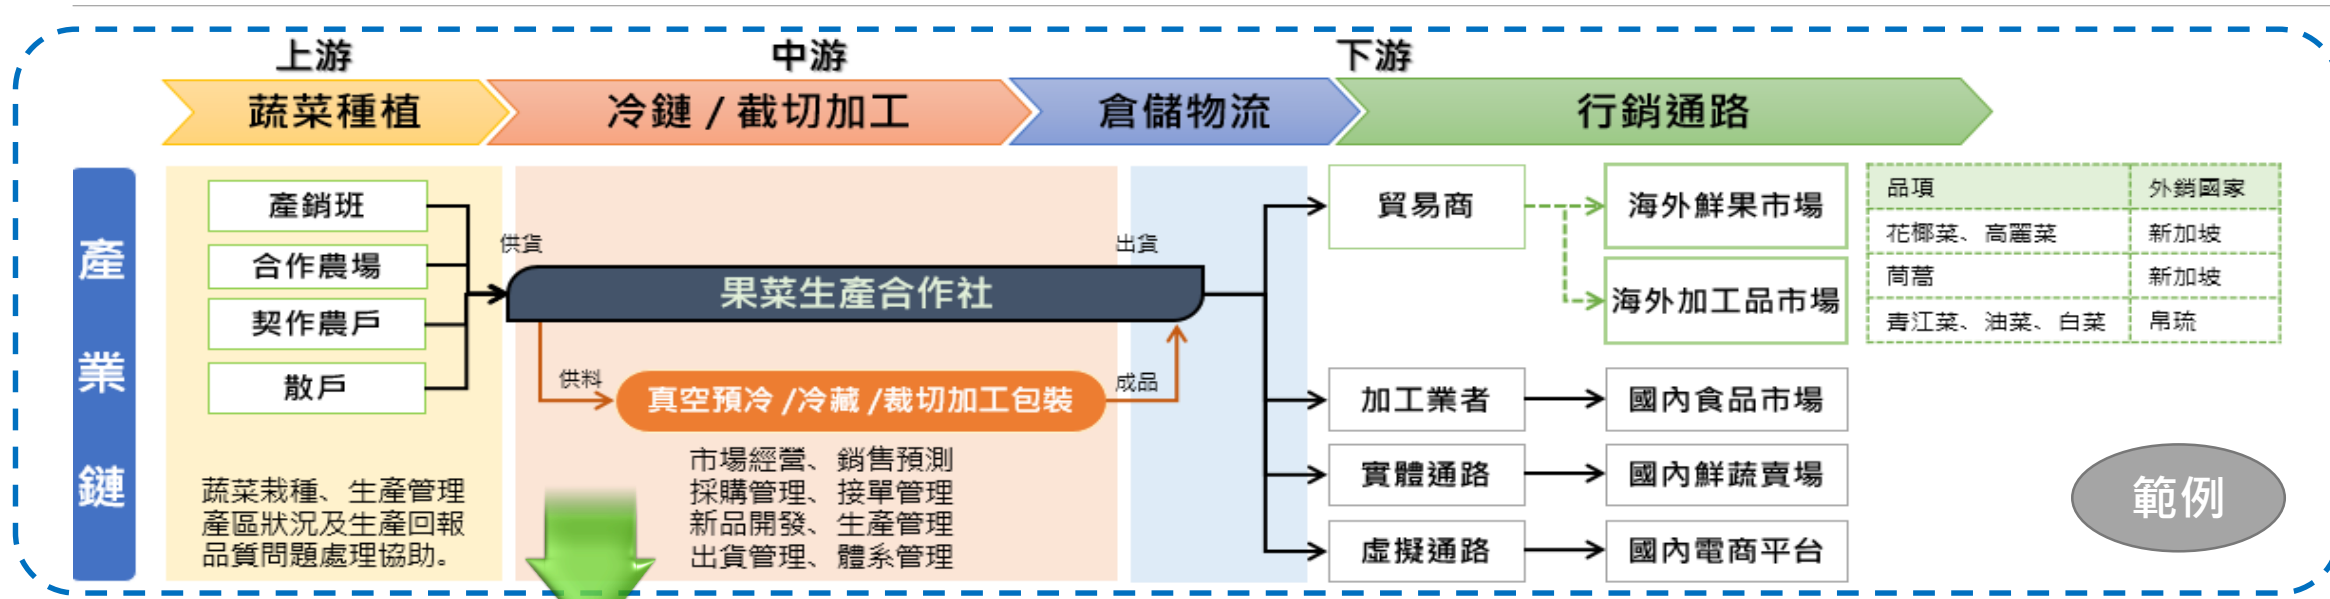 上游
中游
下游
蔬菜種植
冷鏈 / 截切加工
倉儲物流
行銷通路
產
業
鏈
產銷班
合作農場
契作農戶
散戶
蔬菜栽種、生產管理
產區狀況及生產回報
品質問題處理協助。
供貨
果菜生產合作社
出貨
供料
真空預冷 /冷藏 /裁切加工包裝
成品
市場經營、銷售預測
採購管理、接單管理
新品開發、生產管理
出貨管理、體系管理
貿易商
海外鮮果市場
海外加工品市場
加工業者
國內食品市場
實體通路
國內鮮蔬賣場
虛擬通路
國內電商平台
品項 外銷國家
花椰菜、高麗菜 新加坡
茼蒿 新加坡
青江菜、油菜、白菜 帛琉
範例